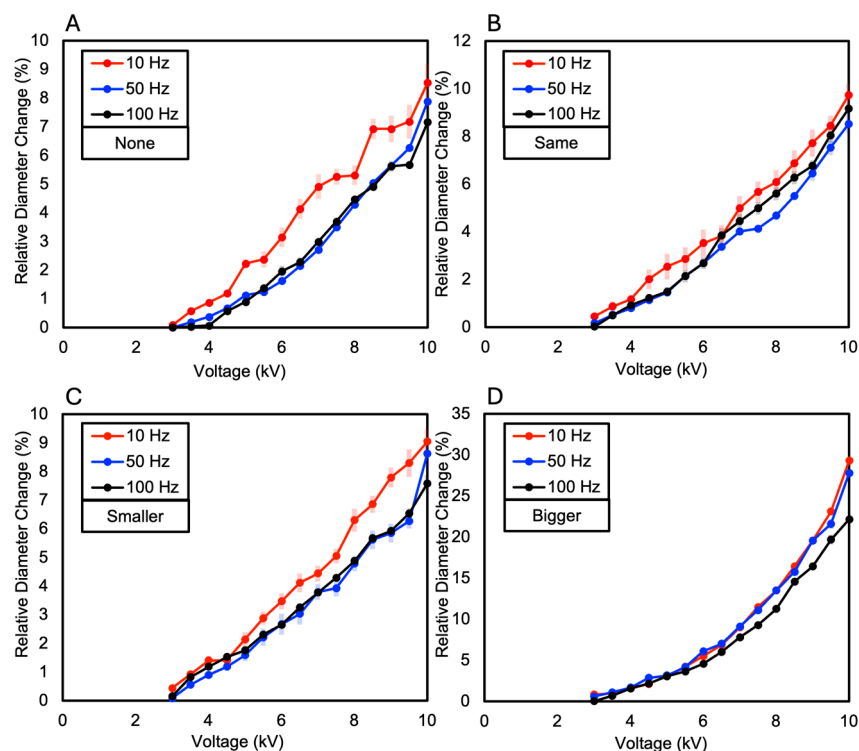 A
Relative Diameter Change (%)
10
9
8
7
6
5
4
3
2
1
0
10 Hz
50 Hz
100 Hz
None
0
2
4
6
8
10
Voltage (kV)
B
Relative Diameter Change (%)
12
10
8
6
4
2
0
10 Hz
50 Hz
100 Hz
Same
0
2
4
6
8
10
Voltage (kV)
C
Relative Diameter Change (%)
10
9
8
7
6
5
4
3
2
1
0
10 Hz
50 Hz
100 Hz
Smaller
0
2
4
6
8
10
Voltage (kV)
D
Relative Diameter Change (%)
35
30
25
20
15
10
5
0
10 Hz
50 Hz
100 Hz
Bigger
0
2
4
6
8
10
Voltage (kV)